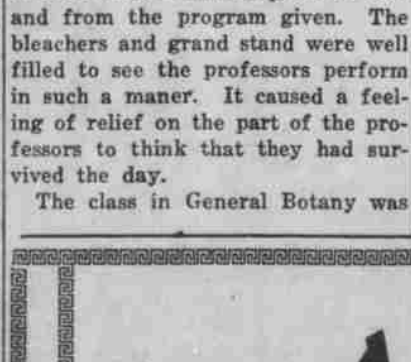 and from the program given. The
bleachers and grand stand were well
filled to see the professors perform
in such a maner. It caused a feel-
ing of relief on the part of the pro-
fessors to think that they had sur-
vived the day.
The class in General Botany was